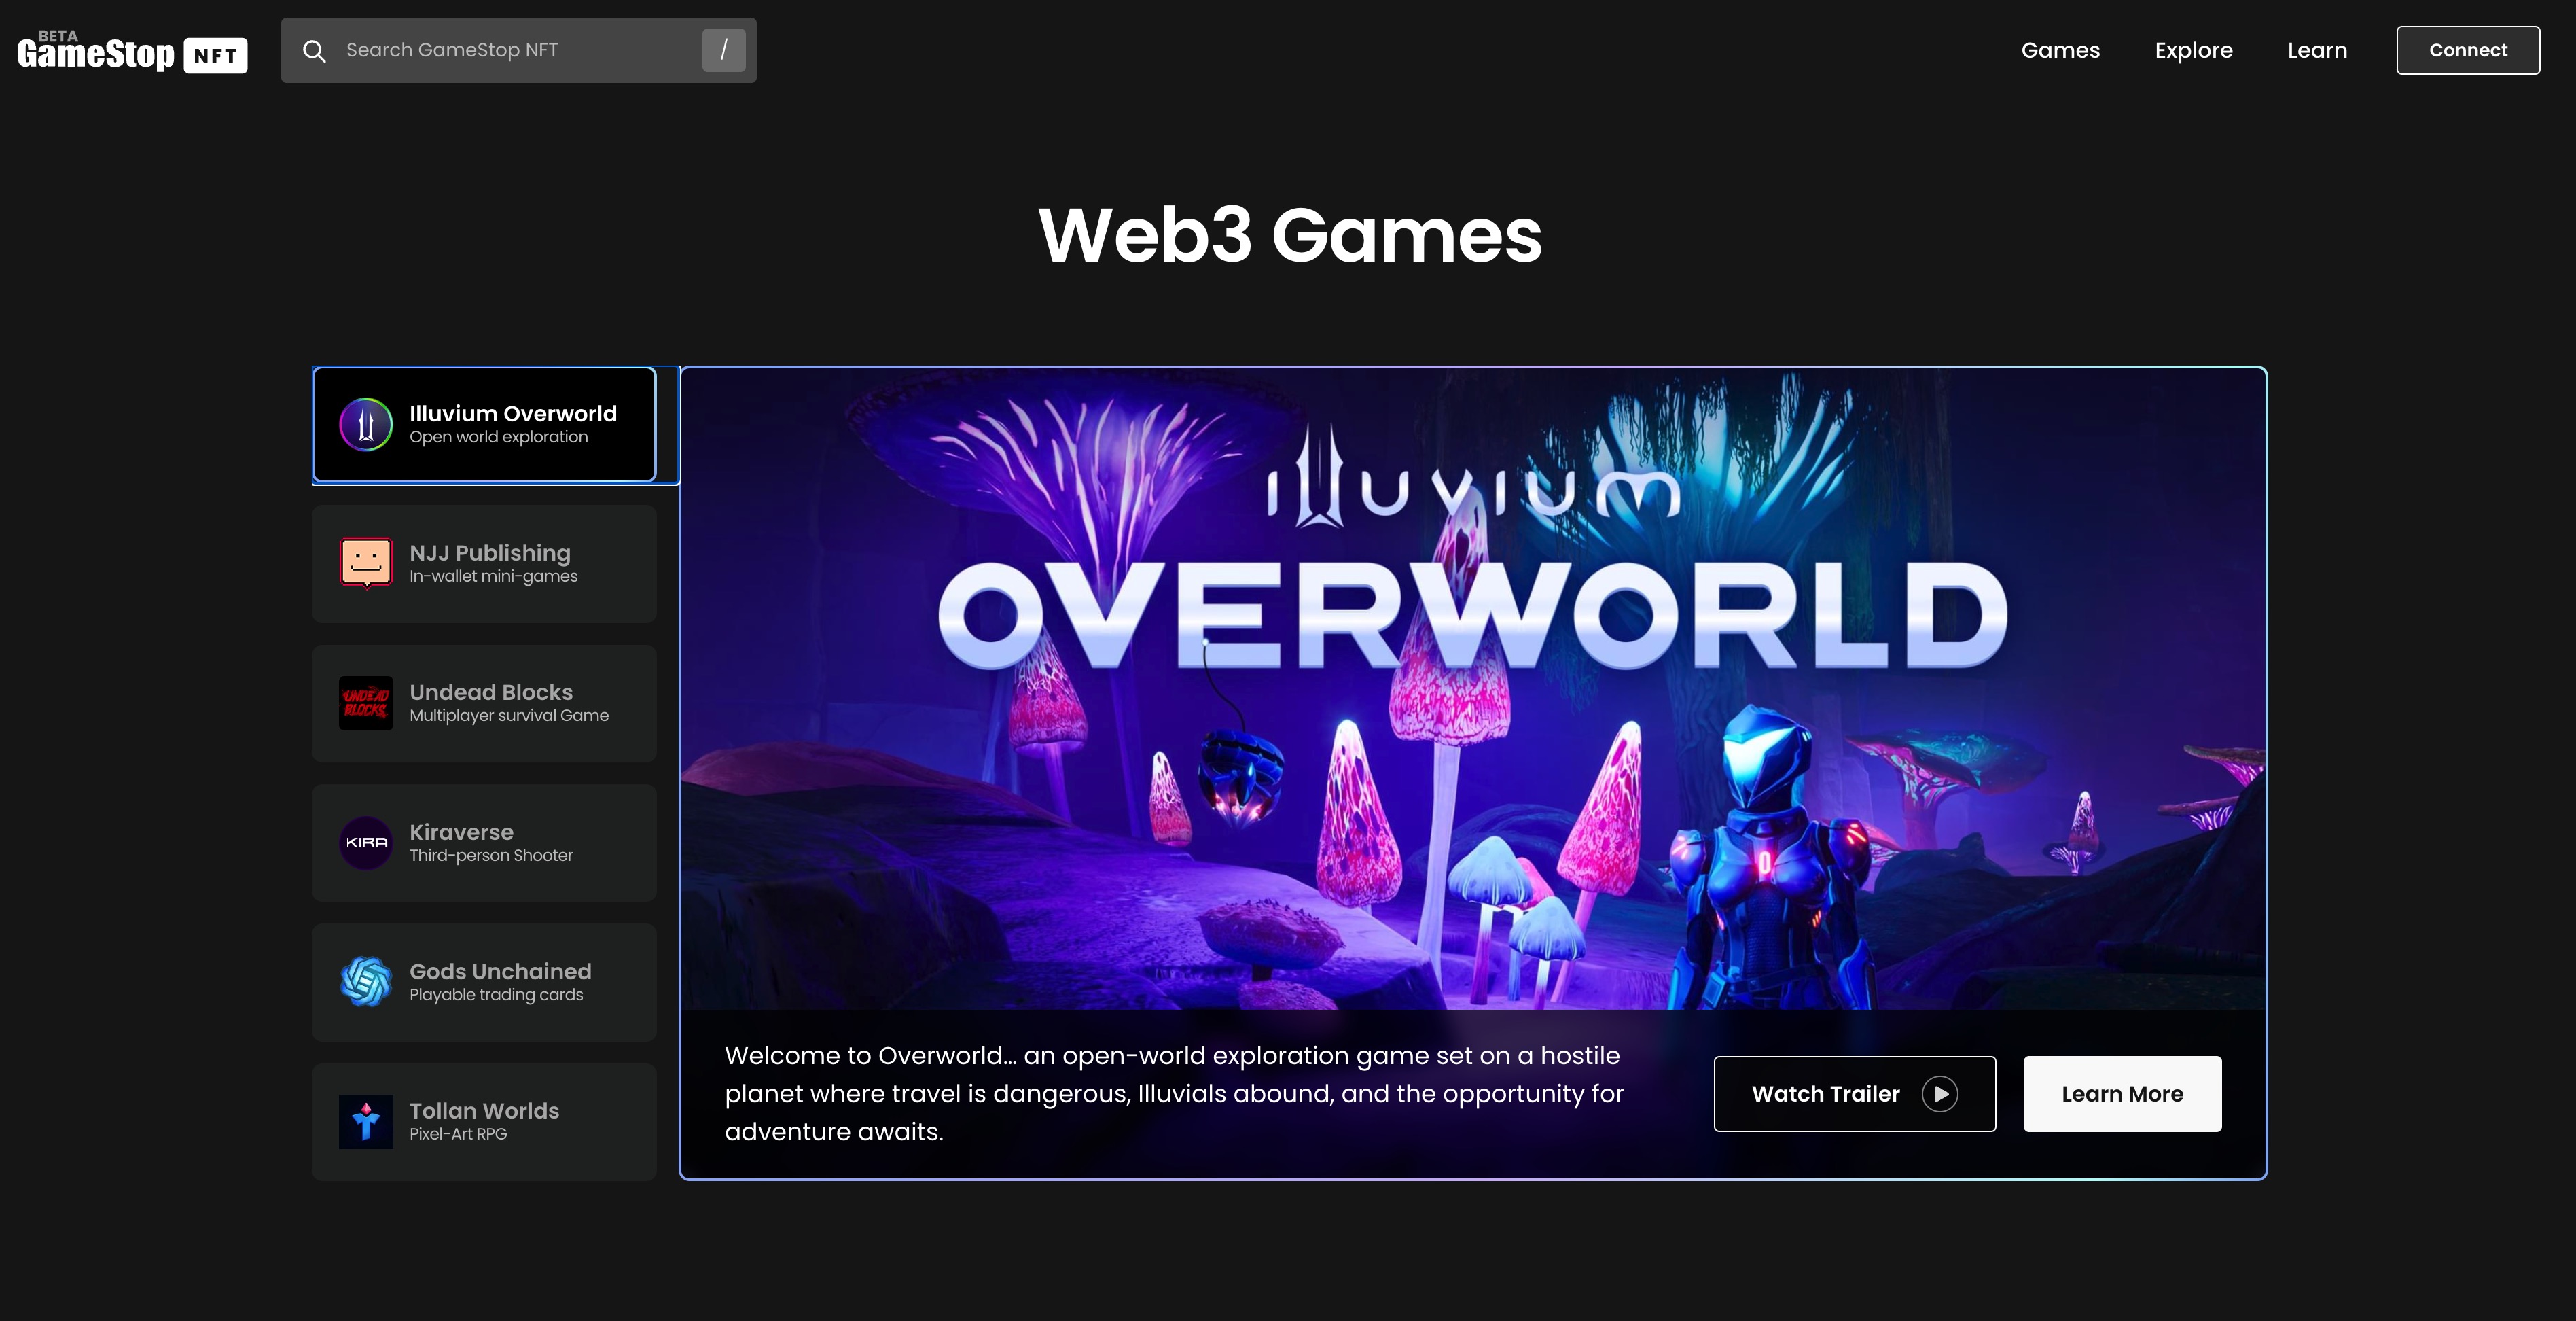 BETA
GameStop NFT
Search GameStop NFT
/
Games
Explore
Learn
Connect
Web3 Games
Illuvium Overworld
Open world exploration
NJJ Publishing
In-wallet mini-games
UNDEAD
BLOCKS
Undead Blocks
Multiplayer survival Game
KIRA
Kiraverse
Third-person Shooter
Gods Unchained
Playable trading cards
Tollan Worlds
Pixel-Art RPG
ILLUVIUM
OVERWORLD
Welcome to Overworld... an open-world exploration game set on a hostile
planet where travel is dangerous, Illuvials abound, and the opportunity for
adventure awaits.
Watch Trailer
Learn More